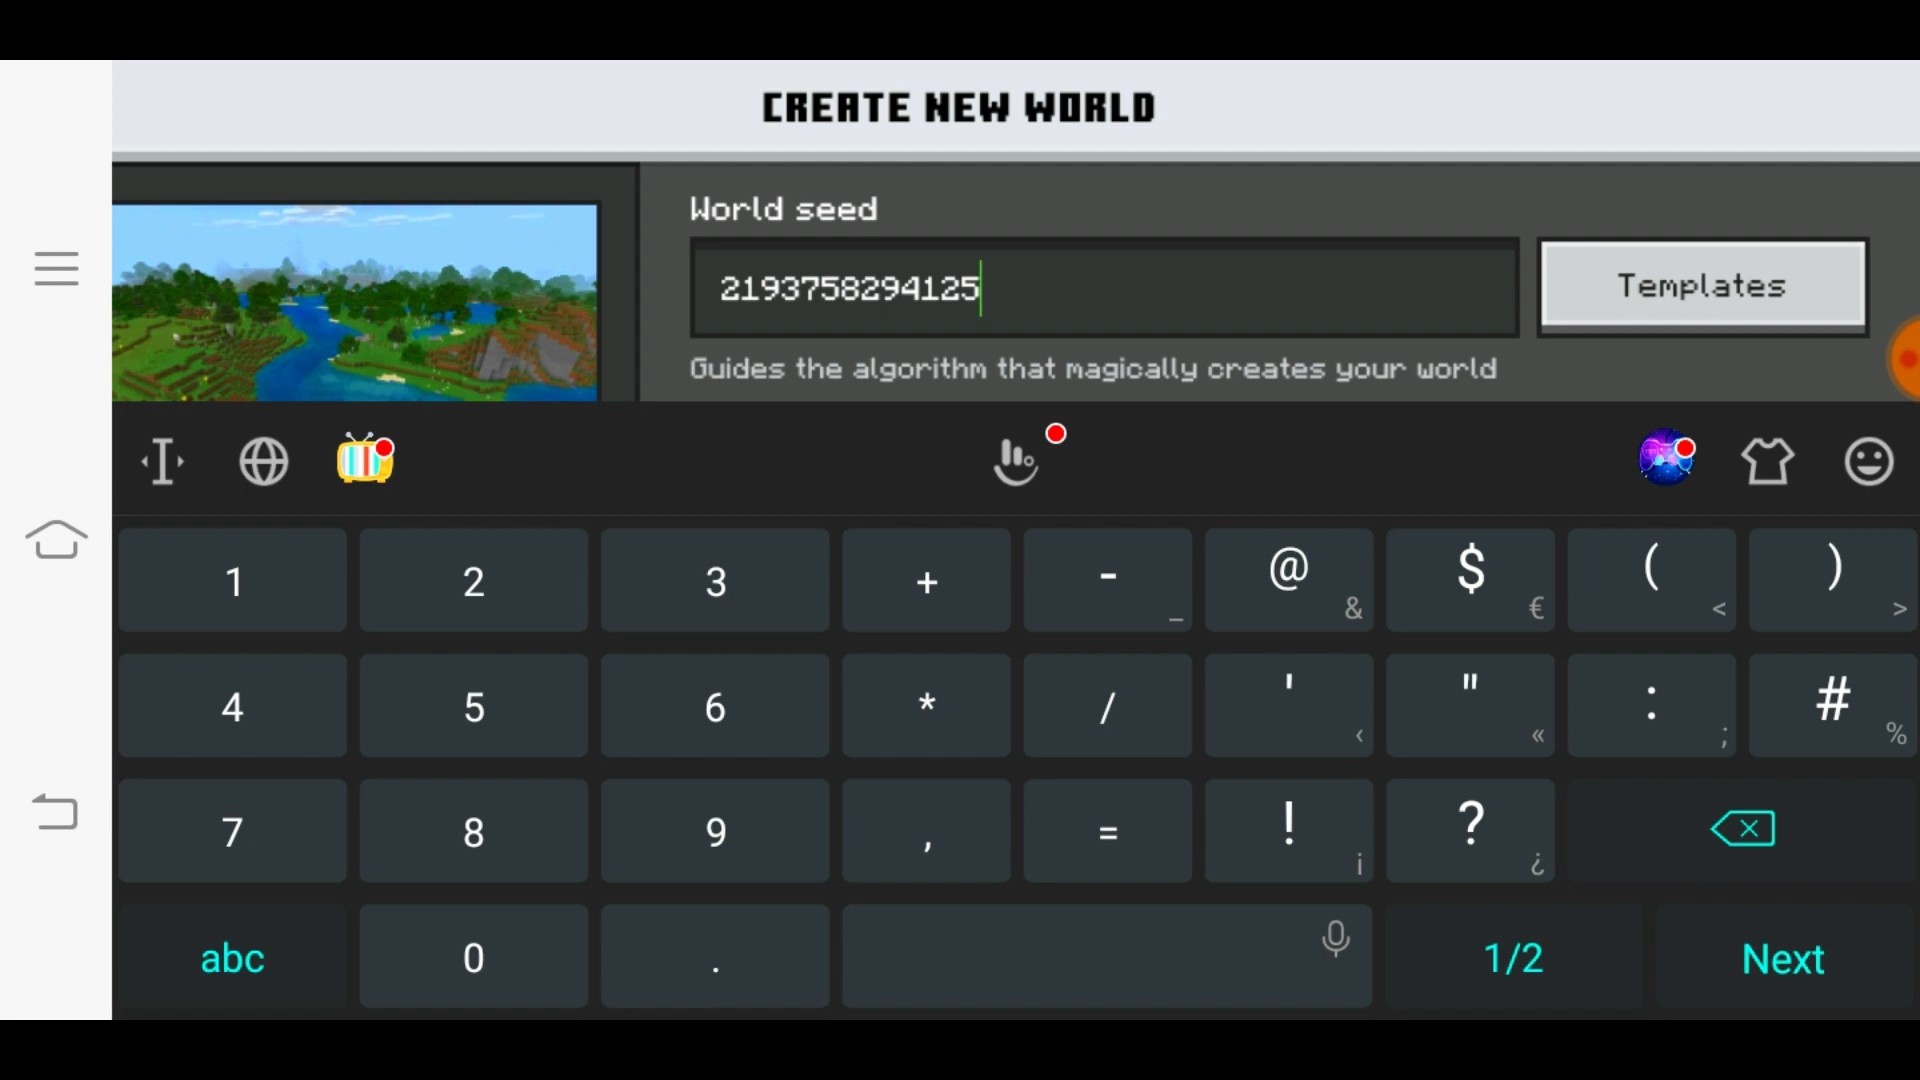 CREATE NEW WORLD
World seed
2193758294125
Templates
Guides the algorithm that magically creates your world
1 2 3 + - _ @ & $ € ( < ) >
4 5 6 * / ' ‹ " « : ; # %
7 8 9 , = ! ¡ ? ¿
abc 0 . 1/2 Next